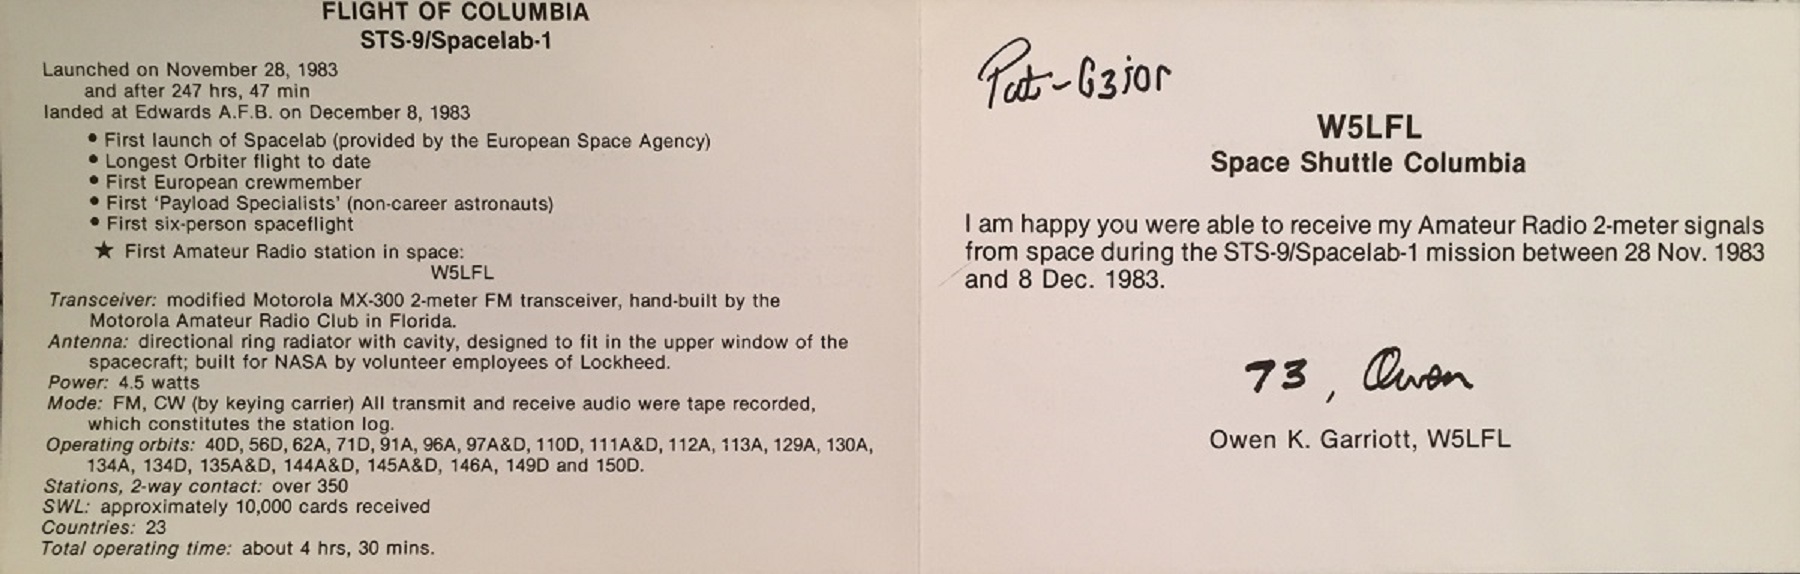 FLIGHT OF COLUMBIA
STS-9/Spacelab-1
Launched on November 28, 1983
and after 247 hrs, 47 min
landed at Edwards A.F.B. on December 8, 1983
• First launch of Spacelab (provided by the European Space Agency)
• Longest Orbiter flight to date
• First European crewmember
• First 'Payload Specialists' (non-career astronauts)
• First six-person spaceflight
★ First Amateur Radio station in space:
W5LFL
Transceiver: modified Motorola MX-300 2-meter FM transceiver, hand-built by the
Motorola Amateur Radio Club in Florida.
Antenna: directional ring radiator with cavity, designed to fit in the upper window of the
spacecraft; built for NASA by volunteer employees of Lockheed.
Power: 4.5 watts
Mode: FM, CW (by keying carrier) All transmit and receive audio were tape recorded,
which constitutes the station log.
Operating orbits: 40D, 56D, 62A, 71D, 91A, 96A, 97A&D, 110D, 111A&D, 112A, 113A, 129A, 130A,
134A, 134D, 135A&D, 144A&D, 145A&D, 146A, 149D and 150D.
Stations, 2-way contact: over 350
SWL: approximately 10,000 cards received
Countries: 23
Total operating time: about 4 hrs, 30 mins.
Pat - G3IOR
W5LFL
Space Shuttle Columbia
I am happy you were able to receive my Amateur Radio 2-meter signals
from space during the STS-9/Spacelab-1 mission between 28 Nov. 1983
and 8 Dec. 1983.
73, Owen
Owen K. Garriott, W5LFL